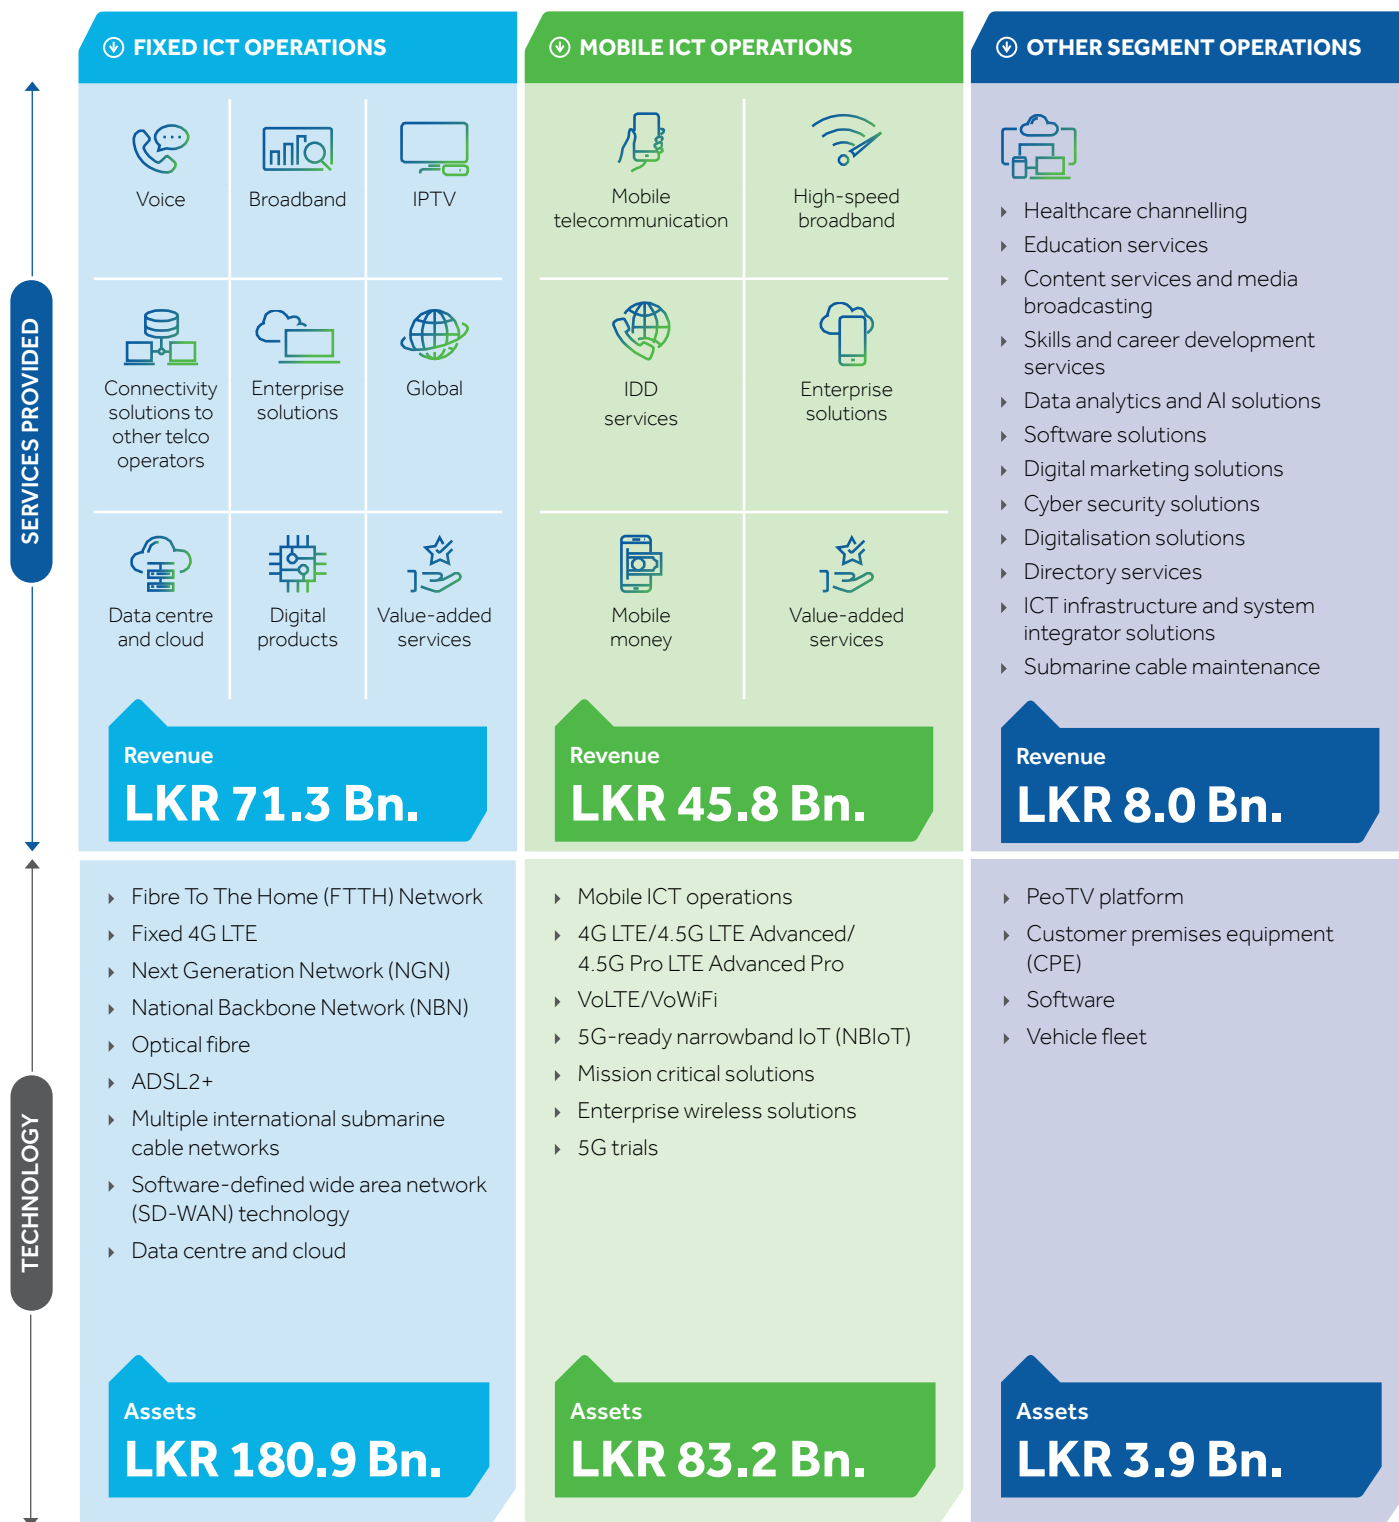 FIXED ICT OPERATIONS
Voice
Broadband
IPTV
Connectivity
solutions to
other telco
operators
Enterprise
solutions
Global
Data centre
and cloud
Digital
products
Value-added
services
Revenue
LKR 71.3 Bn.
MOBILE ICT OPERATIONS
Mobile
telecommunication
High-speed
broadband
IDD
services
Enterprise
solutions
Mobile
money
Value-added
services
Revenue
LKR 45.8 Bn.
OTHER SEGMENT OPERATIONS
Healthcare channelling
Education services
Content services and media
broadcasting
Skills and career development
services
Data analytics and AI solutions
Software solutions
Digital marketing solutions
Cyber security solutions
Digitalisation solutions
Directory services
ICT infrastructure and system
integrator solutions
Submarine cable maintenance
Revenue
LKR 8.0 Bn.
SERVICES PROVIDED
Fibre To The Home (FTTH) Network
Fixed 4G LTE
Next Generation Network (NGN)
National Backbone Network (NBN)
Optical fibre
ADSL2+
Multiple international submarine
cable networks
Software-defined wide area network
(SD-WAN) technology
Data centre and cloud
Assets
LKR 180.9 Bn.
Mobile ICT operations
4G LTE/4.5G LTE Advanced/
4.5G Pro LTE Advanced Pro
VoLTE/VoWiFi
5G-ready narrowband IoT (NBIoT)
Mission critical solutions
Enterprise wireless solutions
5G trials
Assets
LKR 83.2 Bn.
PeoTV platform
Customer premises equipment
(CPE)
Software
Vehicle fleet
Assets
LKR 3.9 Bn.
TECHNOLOGY